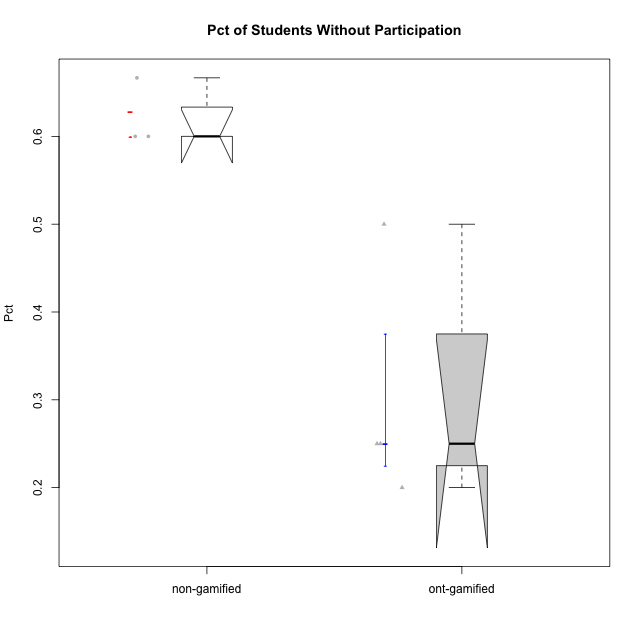 Pct of Students Without Participation
0.6
0.5
0.4
0.3
0.2
Pct
non-gamified
ont-gamified